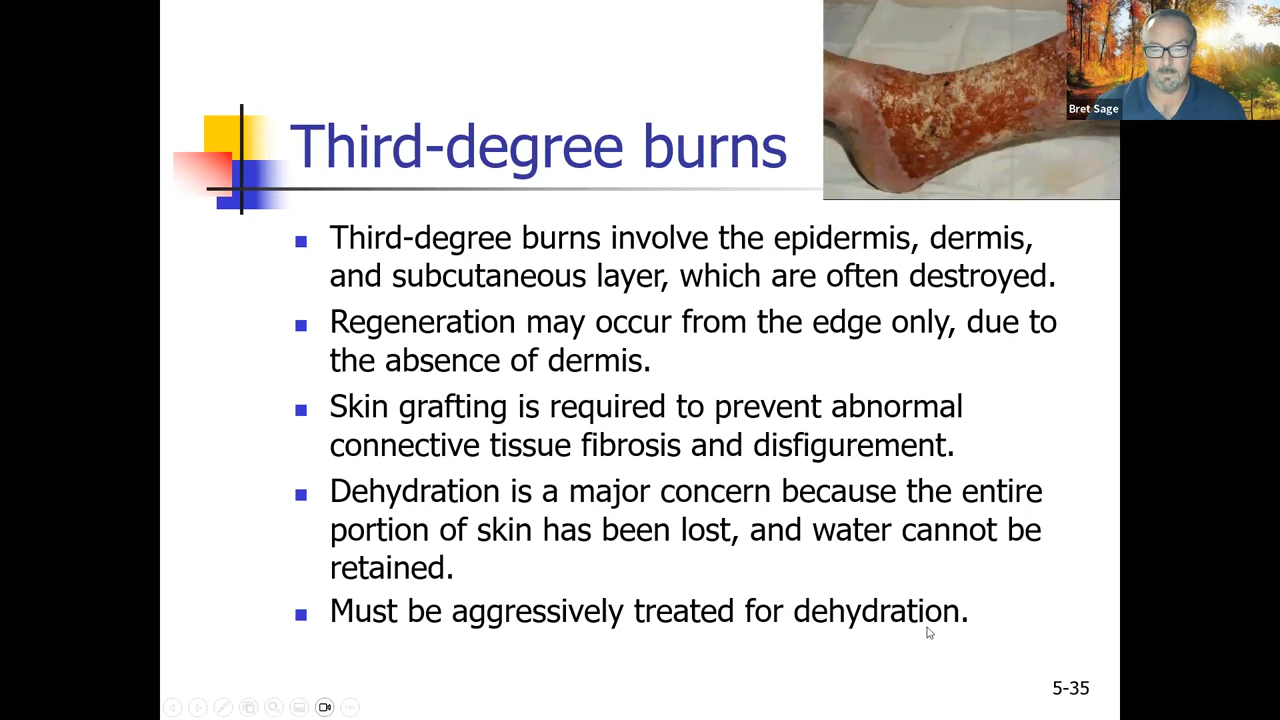 Bret Sage
Third-degree burns
Third-degree burns involve the epidermis, dermis,
and subcutaneous layer, which are often destroyed.
Regeneration may occur from the edge only, due to
the absence of dermis.
Skin grafting is required to prevent abnormal
connective tissue fibrosis and disfigurement.
Dehydration is a major concern because the entire
portion of skin has been lost, and water cannot be
retained.
Must be aggressively treated for dehydration.
5-35